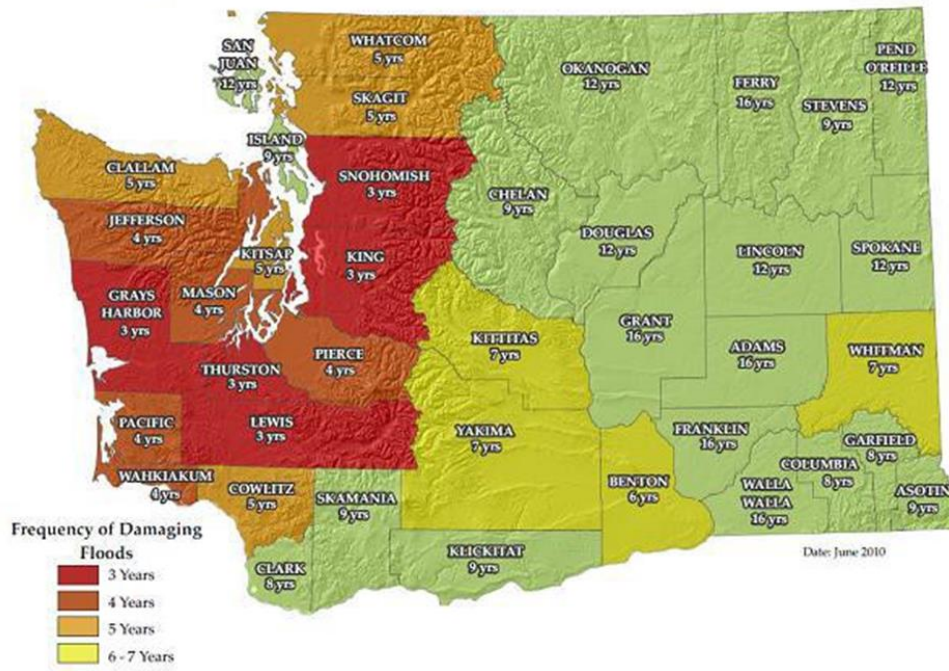 SAN
JUAN
12 yrs
WHATCOM
5 yrs
SKAGIT
5 yrs
OKANOGAN
12 yrs
FERRY
16 yrs
PEND
O'REILLE
12 yrs
STEVENS
9 yrs
ISLAND
9 yrs
CLALLAM
5 yrs
SNOHOMISH
3 yrs
CHELAN
9 yrs
JEFFERSON
4 yrs
KITSAP
5 yrs
KING
3 yrs
DOUGLAS
12 yrs
LINCOLN
12 yrs
SPOKANE
12 yrs
GRAYS
HARBOR
3 yrs
MASON
4 yrs
KITTITAS
7 yrs
GRANT
16 yrs
ADAMS
16 yrs
WHITMAN
7 yrs
THURSTON
3 yrs
PIERCE
4 yrs
PACIFIC
4 yrs
LEWIS
3 yrs
YAKIMA
7 yrs
FRANKLIN
16 yrs
GARFIELD
8 yrs
COLUMBIA
8 yrs
WAHKIAKUM
4 yrs
COWLITZ
5 yrs
SKAMANIA
9 yrs
BENTON
6 yrs
WALLA
WALLA
16 yrs
ASOTIN
9 yrs
KLICKITAT
9 yrs
CLARK
8 yrs
Date: June 2010
Frequency of Damaging
Floods
3 Years
4 Years
5 Years
6 - 7 Years